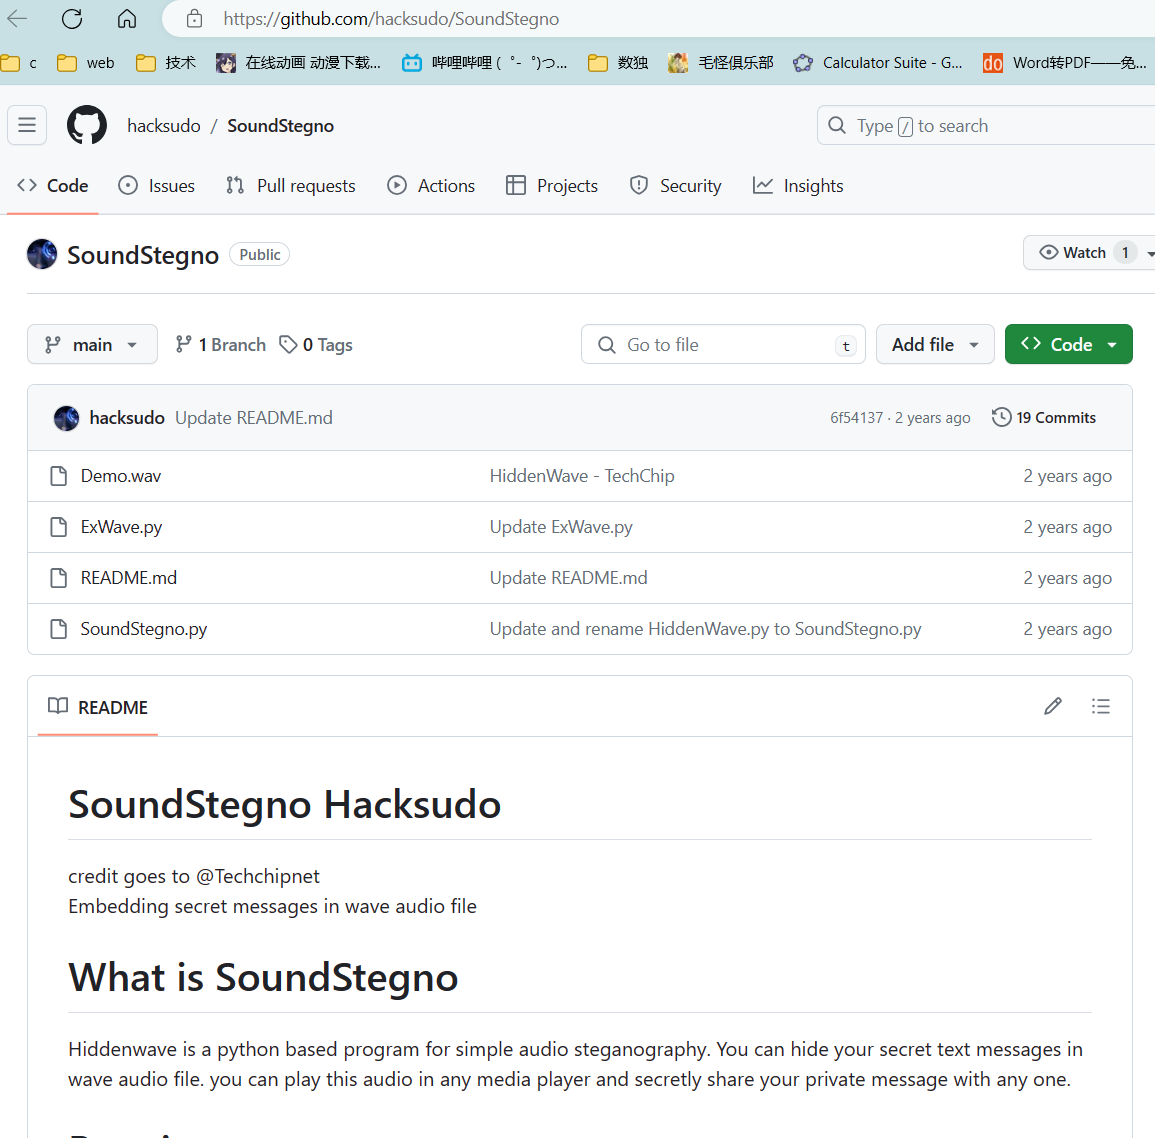 https://github.com/hacksudo/SoundStegno
c web 技术 在线动画 动漫下载... 哔哩哔哩 ( ゜- ゜)つ... 数独 毛怪俱乐部 Calculator Suite - G... Word转PDF——免...
hacksudo / SoundStegno Type / to search
Code Issues Pull requests Actions Projects Security Insights
SoundStegno Public Watch 1
main 1 Branch 0 Tags Go to file t Add file Code
hacksudo Update README.md 6f54137 · 2 years ago 19 Commits
Demo.wav HiddenWave - TechChip 2 years ago
ExWave.py Update ExWave.py 2 years ago
README.md Update README.md 2 years ago
SoundStegno.py Update and rename HiddenWave.py to SoundStegno.py 2 years ago
README
SoundStegno Hacksudo
credit goes to @Techchipnet
Embedding secret messages in wave audio file
What is SoundStegno
Hiddenwave is a python based program for simple audio steganography. You can hide your secret text messages in
wave audio file. you can play this audio in any media player and secretly share your private message with any one.